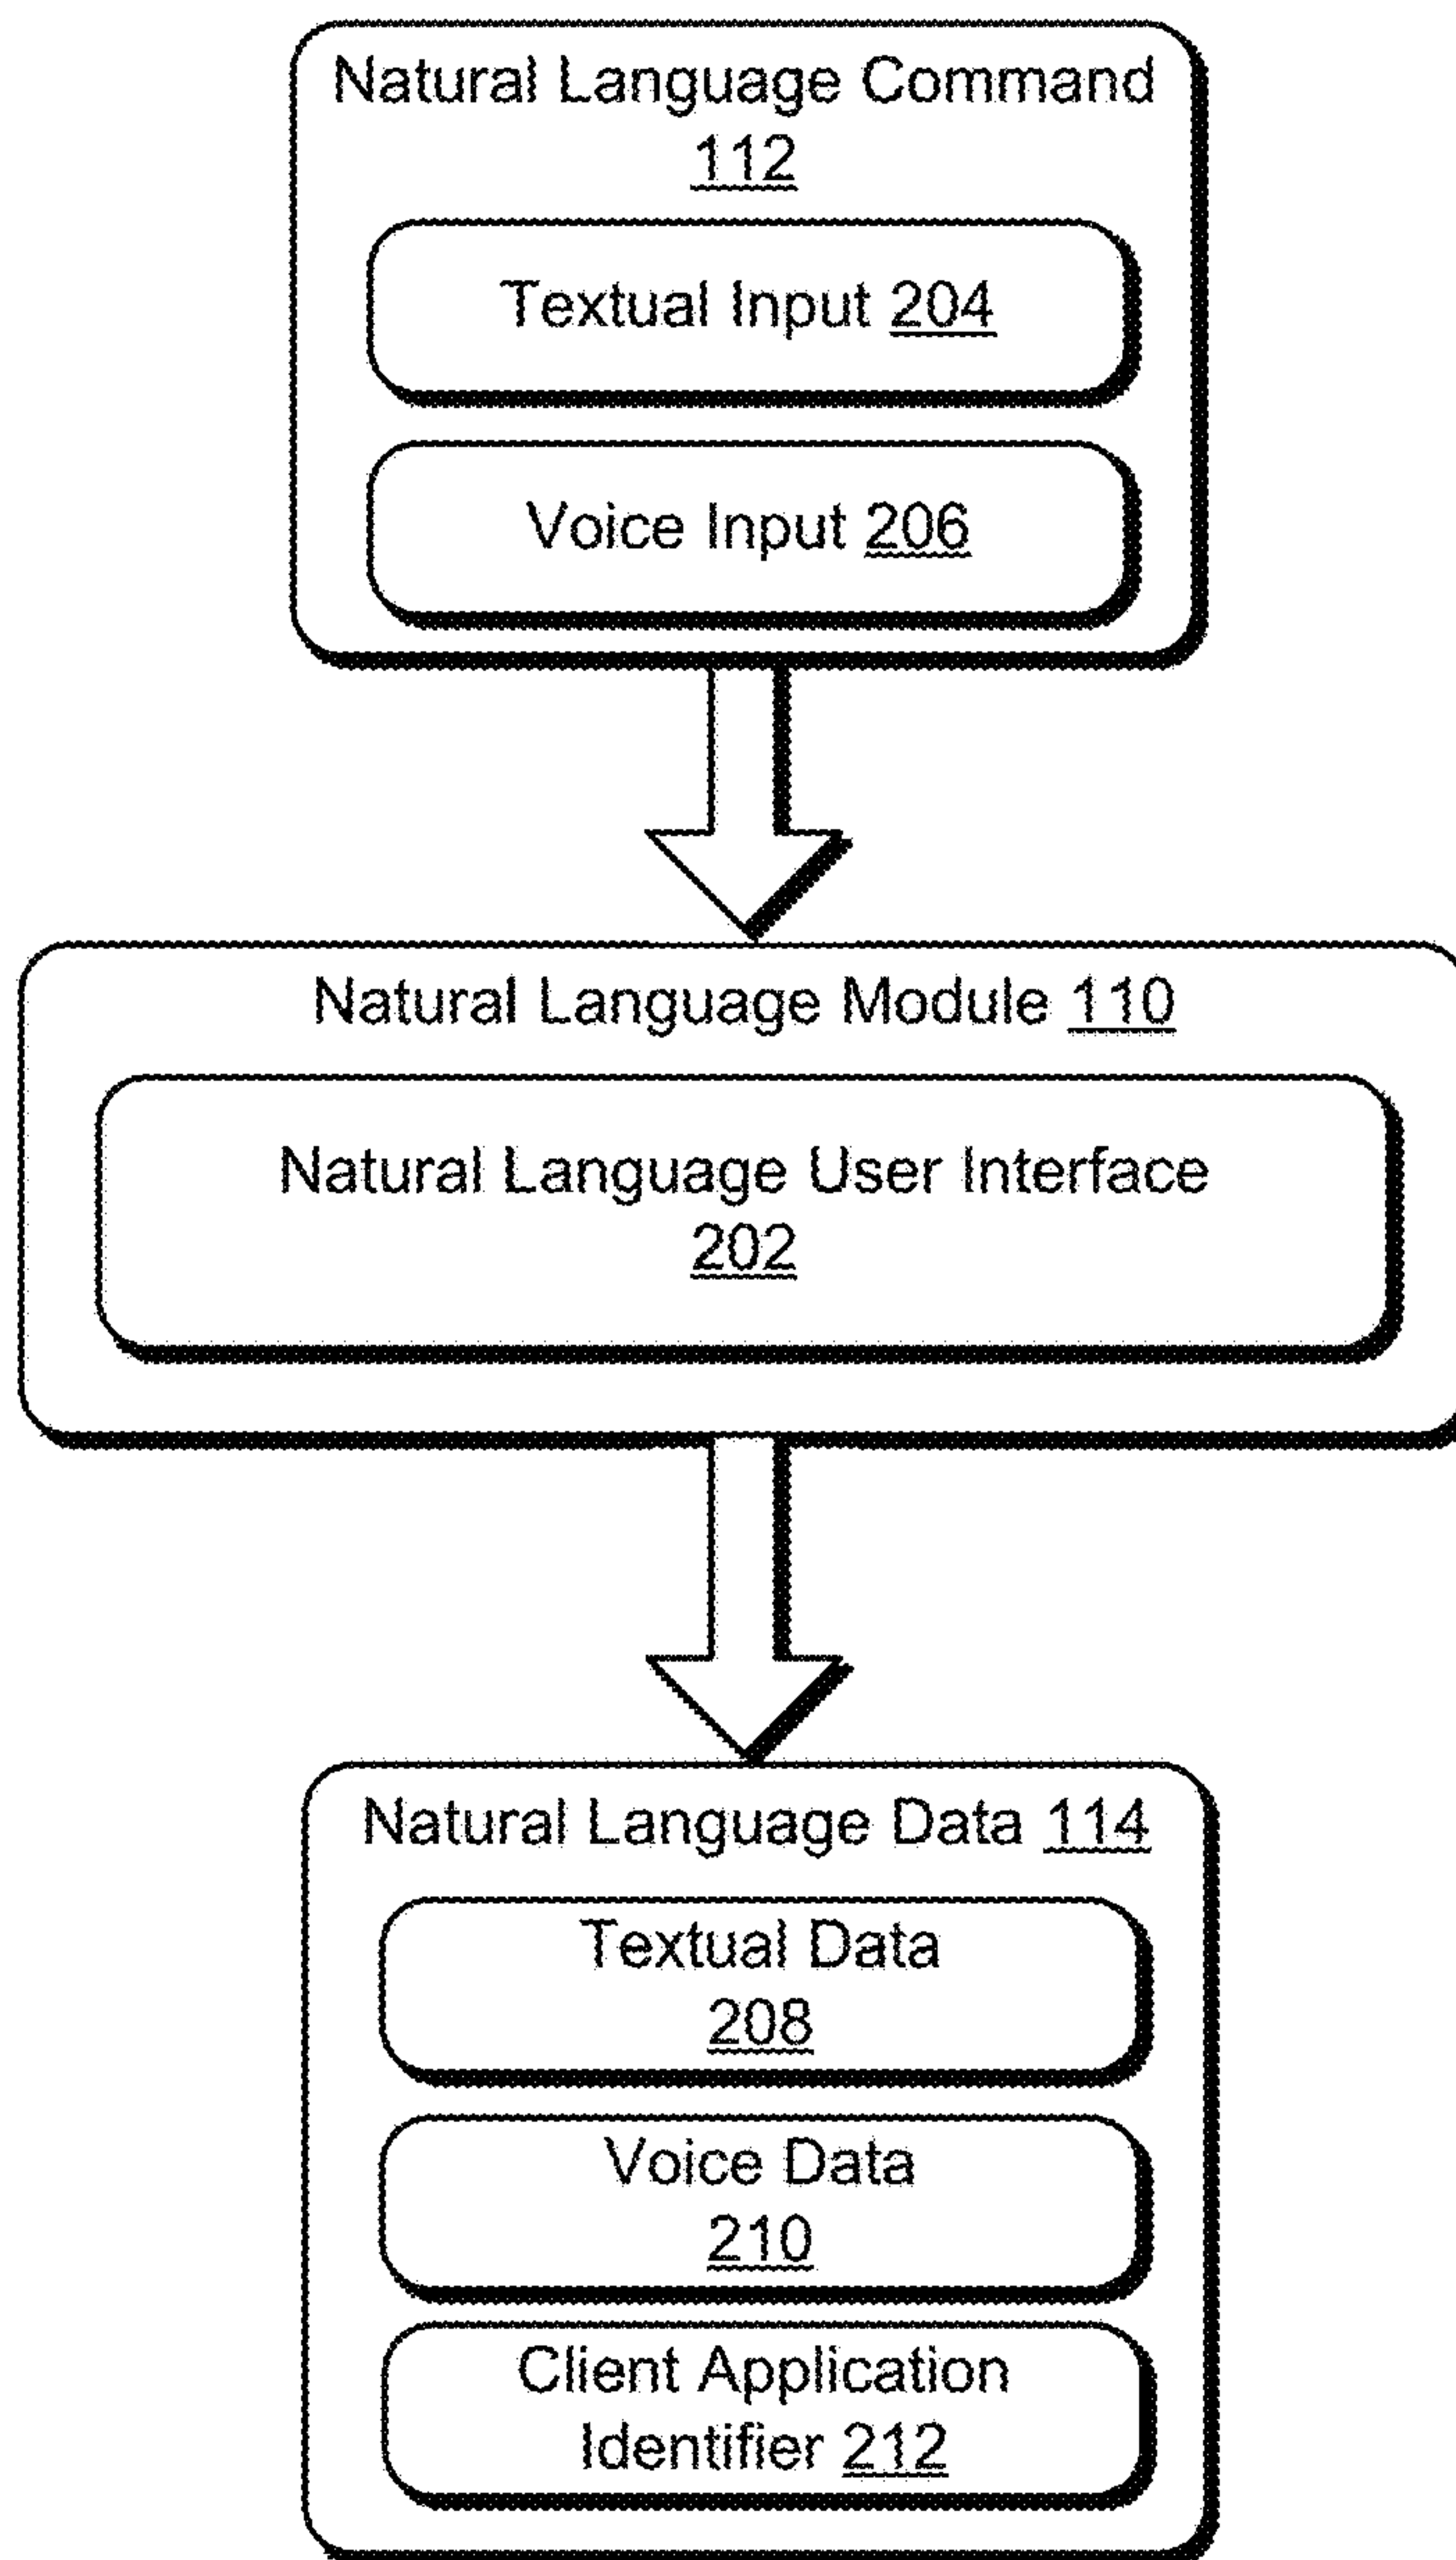 Natural Language Command
112
Textual Input 204
Voice Input 206
Natural Language Module 110
Natural Language User Interface
202
Natural Language Data 114
Textual Data
208
Voice Data
210
Client Application
Identifier 212